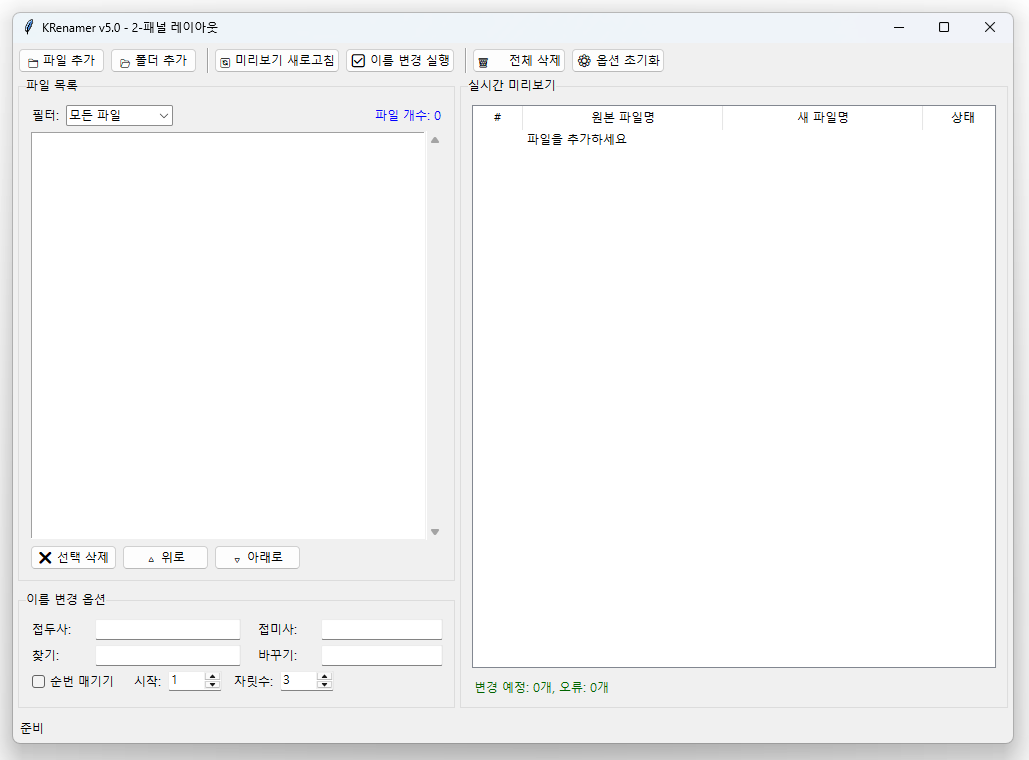 KRenamer v5.0 - 2-패널 레이아웃
파일 추가 폴더 추가 미리보기 새로고침 이름 변경 실행 전체 삭제 옵션 초기화
파일 목록
필터: 모든 파일 파일 개수: 0
선택 삭제 위로 아래로
이름 변경 옵션
접두사: 접미사:
찾기: 바꾸기:
순번 매기기 시작: 1 자릿수: 3
실시간 미리보기
# 원본 파일명 새 파일명 상태
파일을 추가하세요
변경 예정: 0개, 오류: 0개
준비